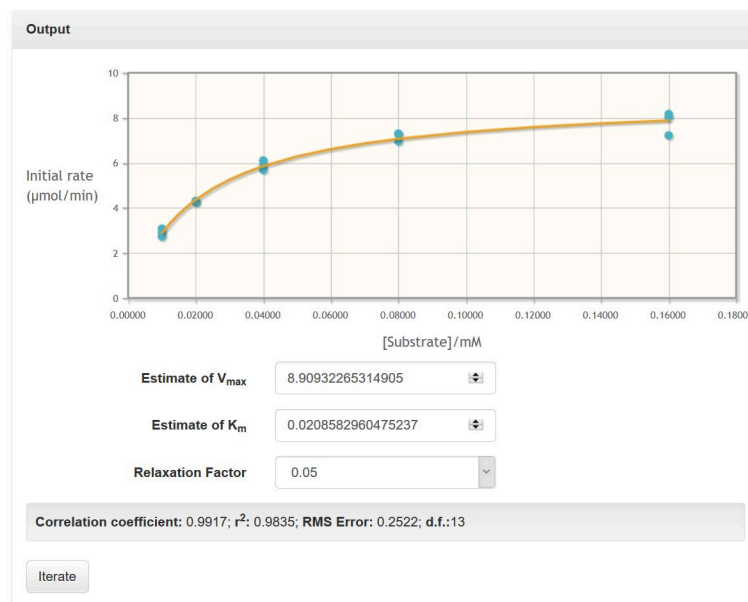 Output
10
8
6
4
2
0
Initial rate
(µmol/min)
0.00000 0.02000 0.04000 0.06000 0.08000 0.10000 0.12000 0.14000 0.16000 0.1800
[Substrate]/mM
Estimate of Vmax 8.90932265314905
Estimate of Km 0.0208582960475237
Relaxation Factor 0.05
Correlation coefficient: 0.9917; r2: 0.9835; RMS Error: 0.2522; d.f.:13
Iterate